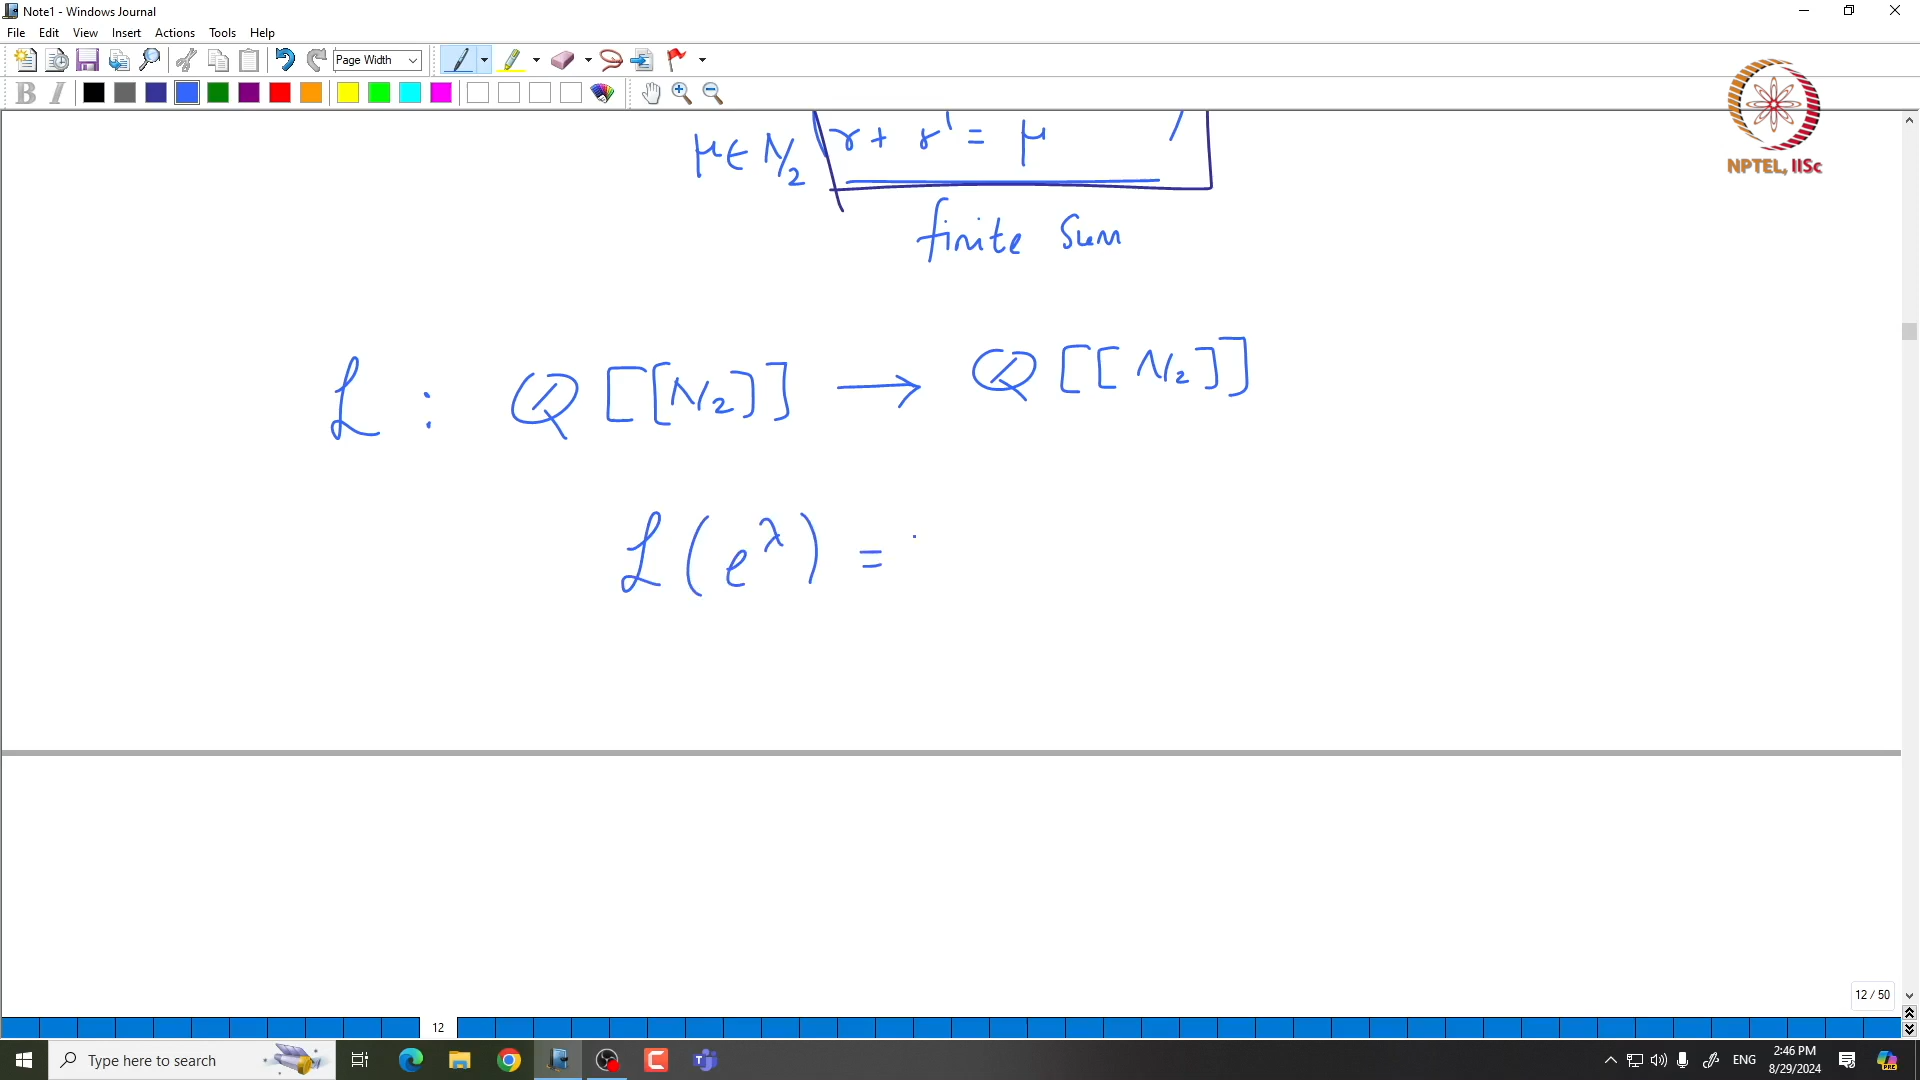 Note1 - Windows Journal
File Edit View Insert Actions Tools Help
Page Width
B I
NPTEL, IISc
μ ∈ Λ/2 γ + γ' = μ
finite sum
L : Q [[Λ/2]] → Q [[Λ/2]]
L(e^λ) =
12 / 50
12
Type here to search
ENG
2:46 PM
8/29/2024